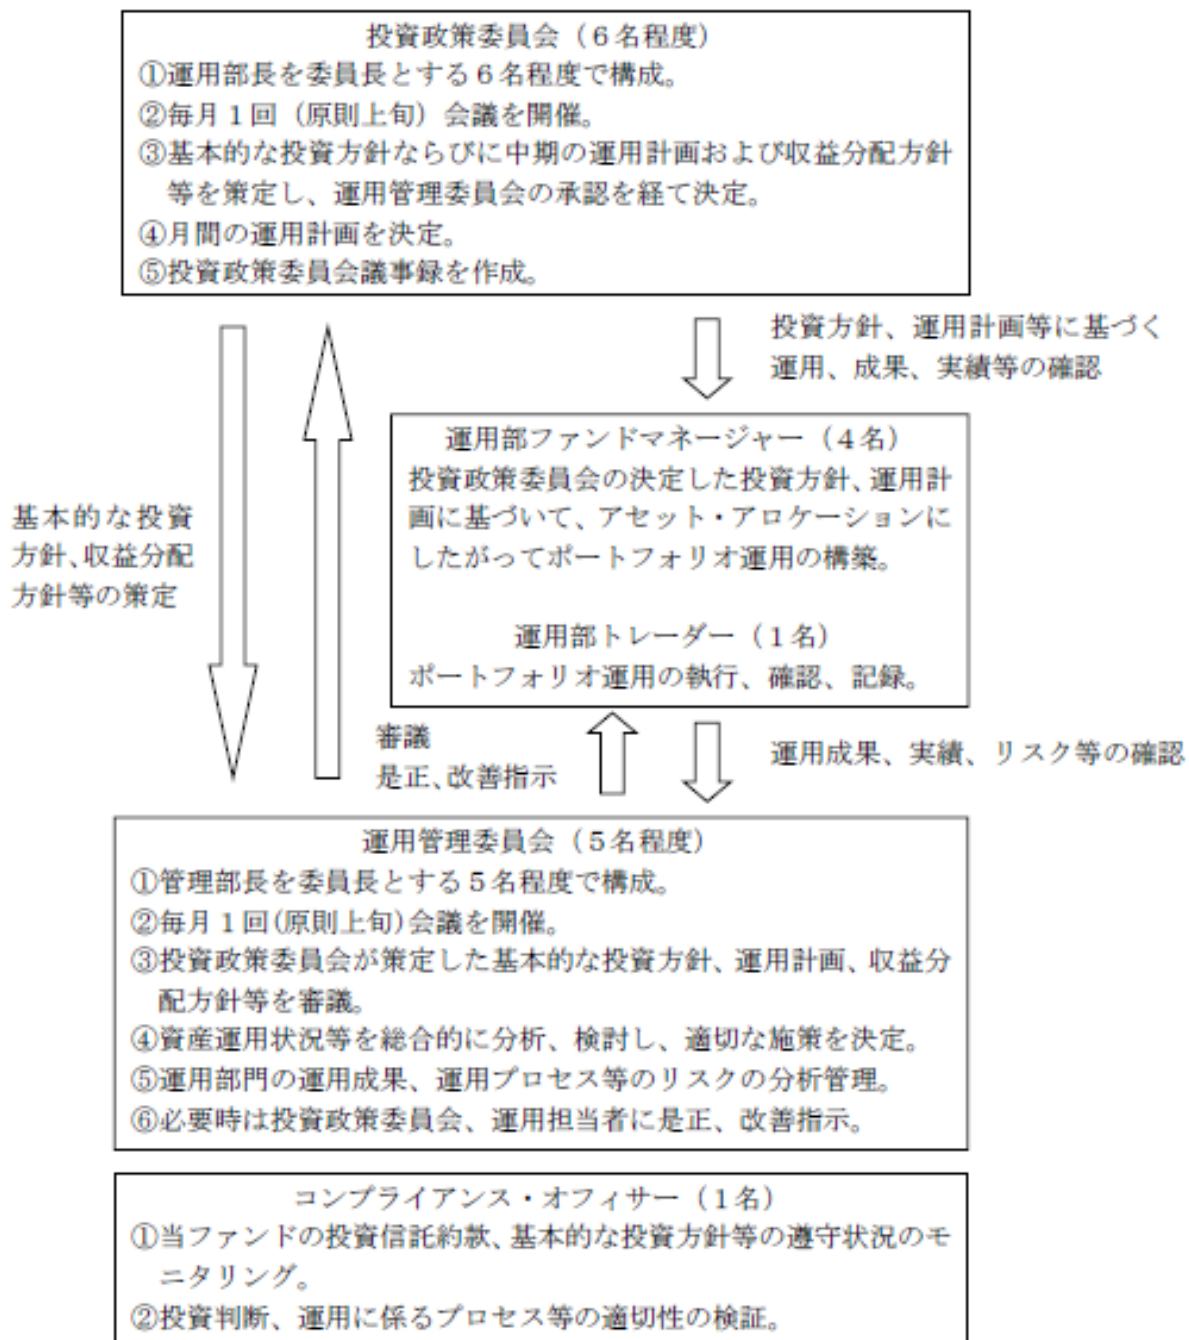 投資政策委員会（６名程度）
①運用部長を委員長とする６名程度で構成。
②毎月１回（原則上旬）会議を開催。
③基本的な投資方針ならびに中期の運用計画および収益分配方針
等を策定し、運用管理委員会の承認を経て決定。
④月間の運用計画を決定。
⑤投資政策委員会議事録を作成。
投資方針、運用計画等に基づく
運用、成果、実績等の確認
運用部ファンドマネージャー（４名）
投資政策委員会の決定した投資方針、運用計
画に基づいて、アセット・アロケーションに
したがってポートフォリオ運用の構築。
運用部トレーダー（１名）
ポートフォリオ運用の執行、確認、記録。
基本的な投資
方針、収益分配
方針等の策定
審議
是正、改善指示
運用成果、実績、リスク等の確認
運用管理委員会（５名程度）
①管理部長を委員長とする５名程度で構成。
②毎月１回(原則上旬)会議を開催。
③投資政策委員会が策定した基本的な投資方針、運用計画、収益分
配方針等を審議。
④資産運用状況等を総合的に分析、検討し、適切な施策を決定。
⑤運用部門の運用成果、運用プロセス等のリスクの分析管理。
⑥必要時は投資政策委員会、運用担当者に是正、改善指示。
コンプライアンス・オフィサー（１名）
①当ファンドの投資信託約款、基本的な投資方針等の遵守状況のモ
ニタリング。
②投資判断、運用に係るプロセス等の適切性の検証。